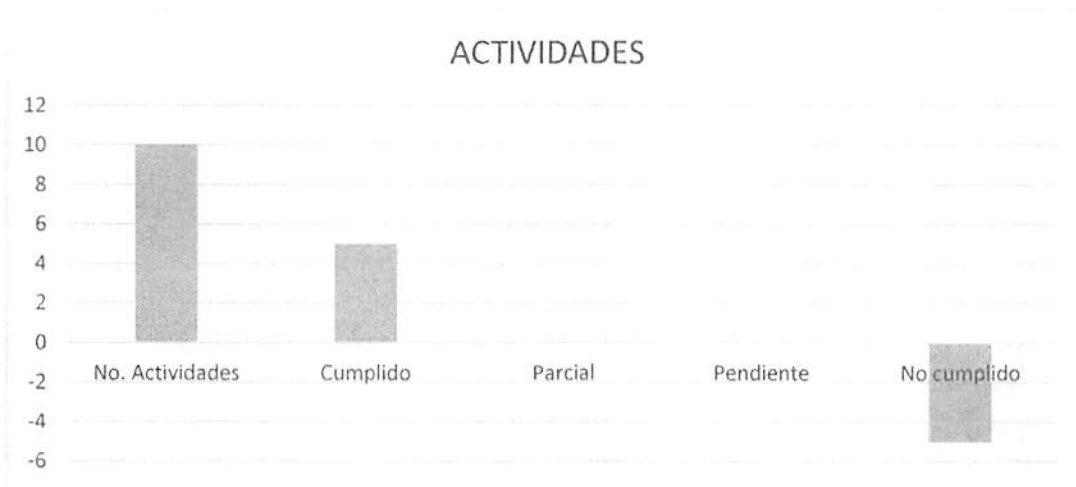 ACTIVIDADES
12
10
8
6
4
2
0
-2
-4
-6
No. Actividades
Cumplido
Parcial
Pendiente
No cumplido